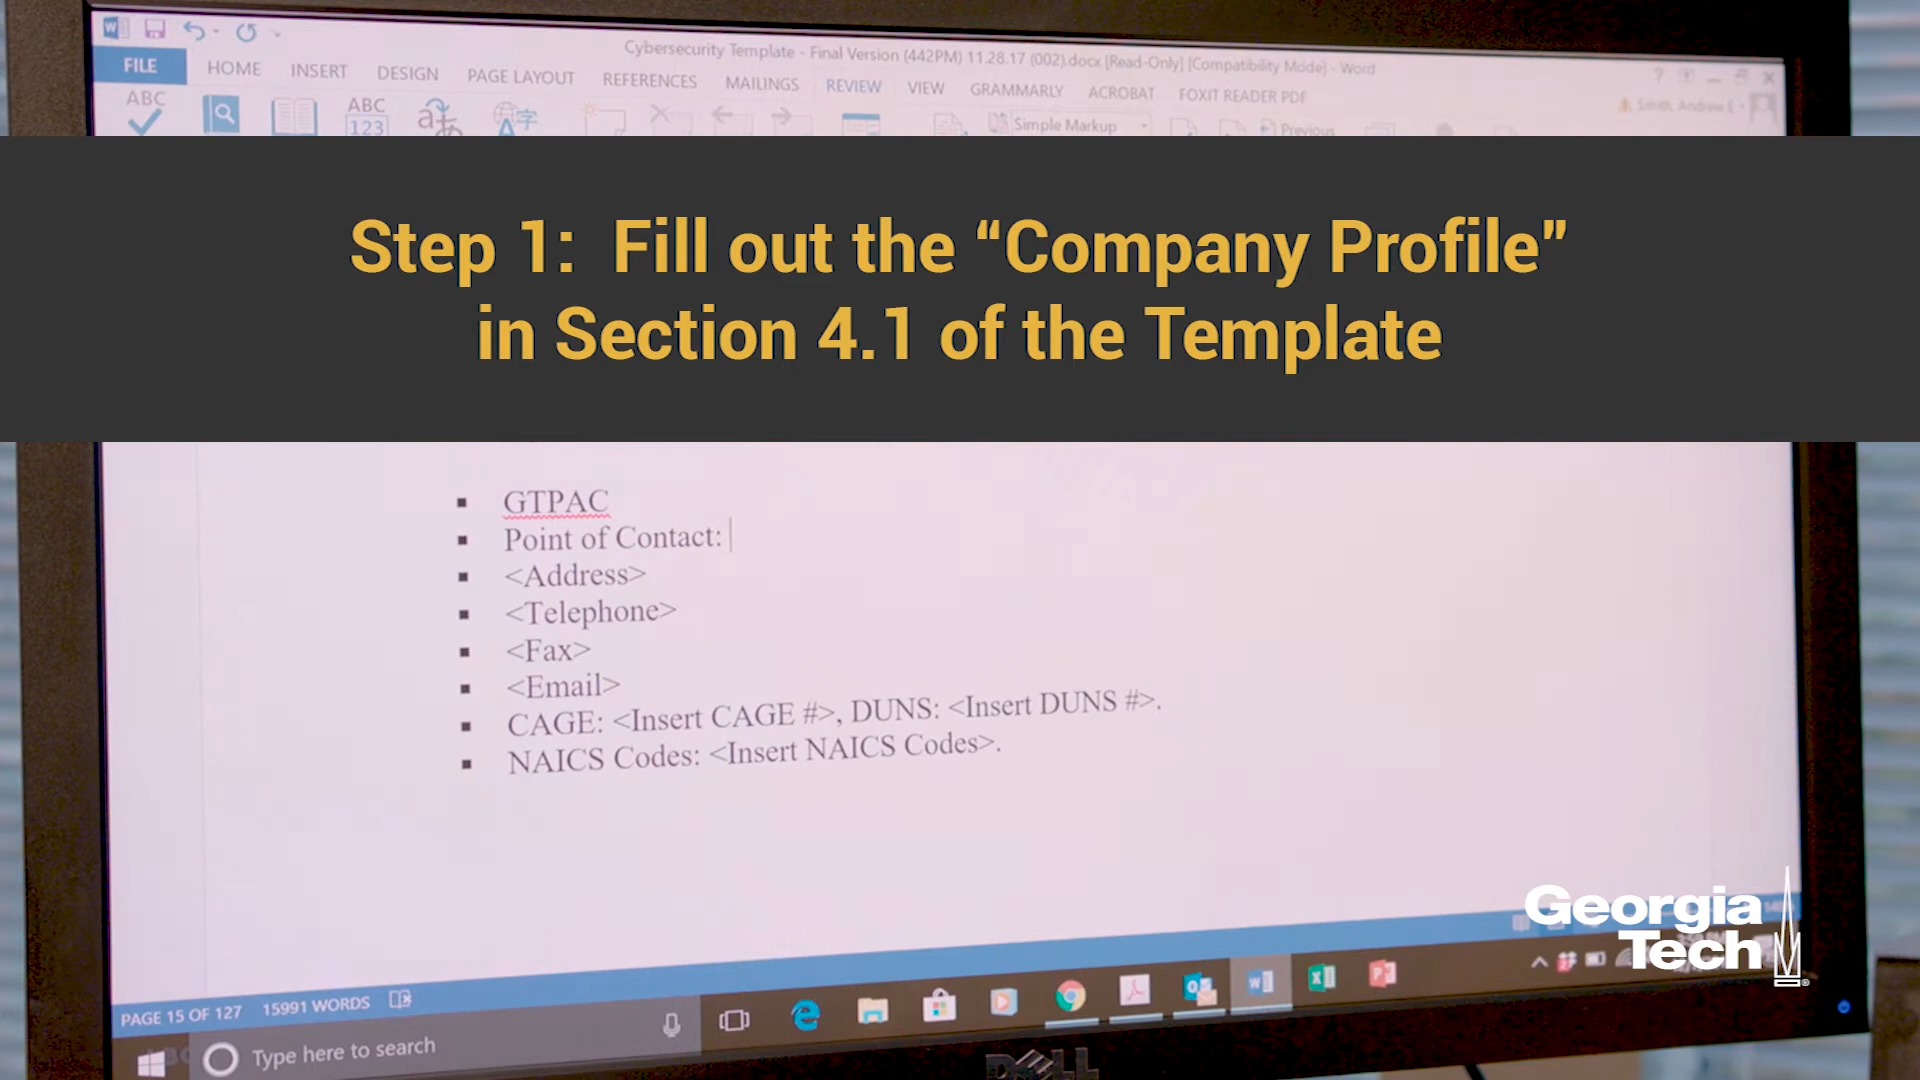 Cybersecurity Template - Final Version (442PM) 11.28.17 (002).docx [Read-Only] [Compatibility Mode] - Word
FILE HOME INSERT DESIGN PAGE LAYOUT REFERENCES MAILINGS REVIEW VIEW GRAMMARLY ACROBAT FOXIT READER PDF
Smith, Andrew E
ABC
ABC
123
Simple Markup
Previous
Step 1: Fill out the “Company Profile”
in Section 4.1 of the Template
GTPAC
Point of Contact:
<Address>
<Telephone>
<Fax>
<Email>
CAGE: <Insert CAGE #>, DUNS: <Insert DUNS #>.
NAICS Codes: <Insert NAICS Codes>.
Georgia
Tech
PAGE 15 OF 127 15991 WORDS
Type here to search
DELL